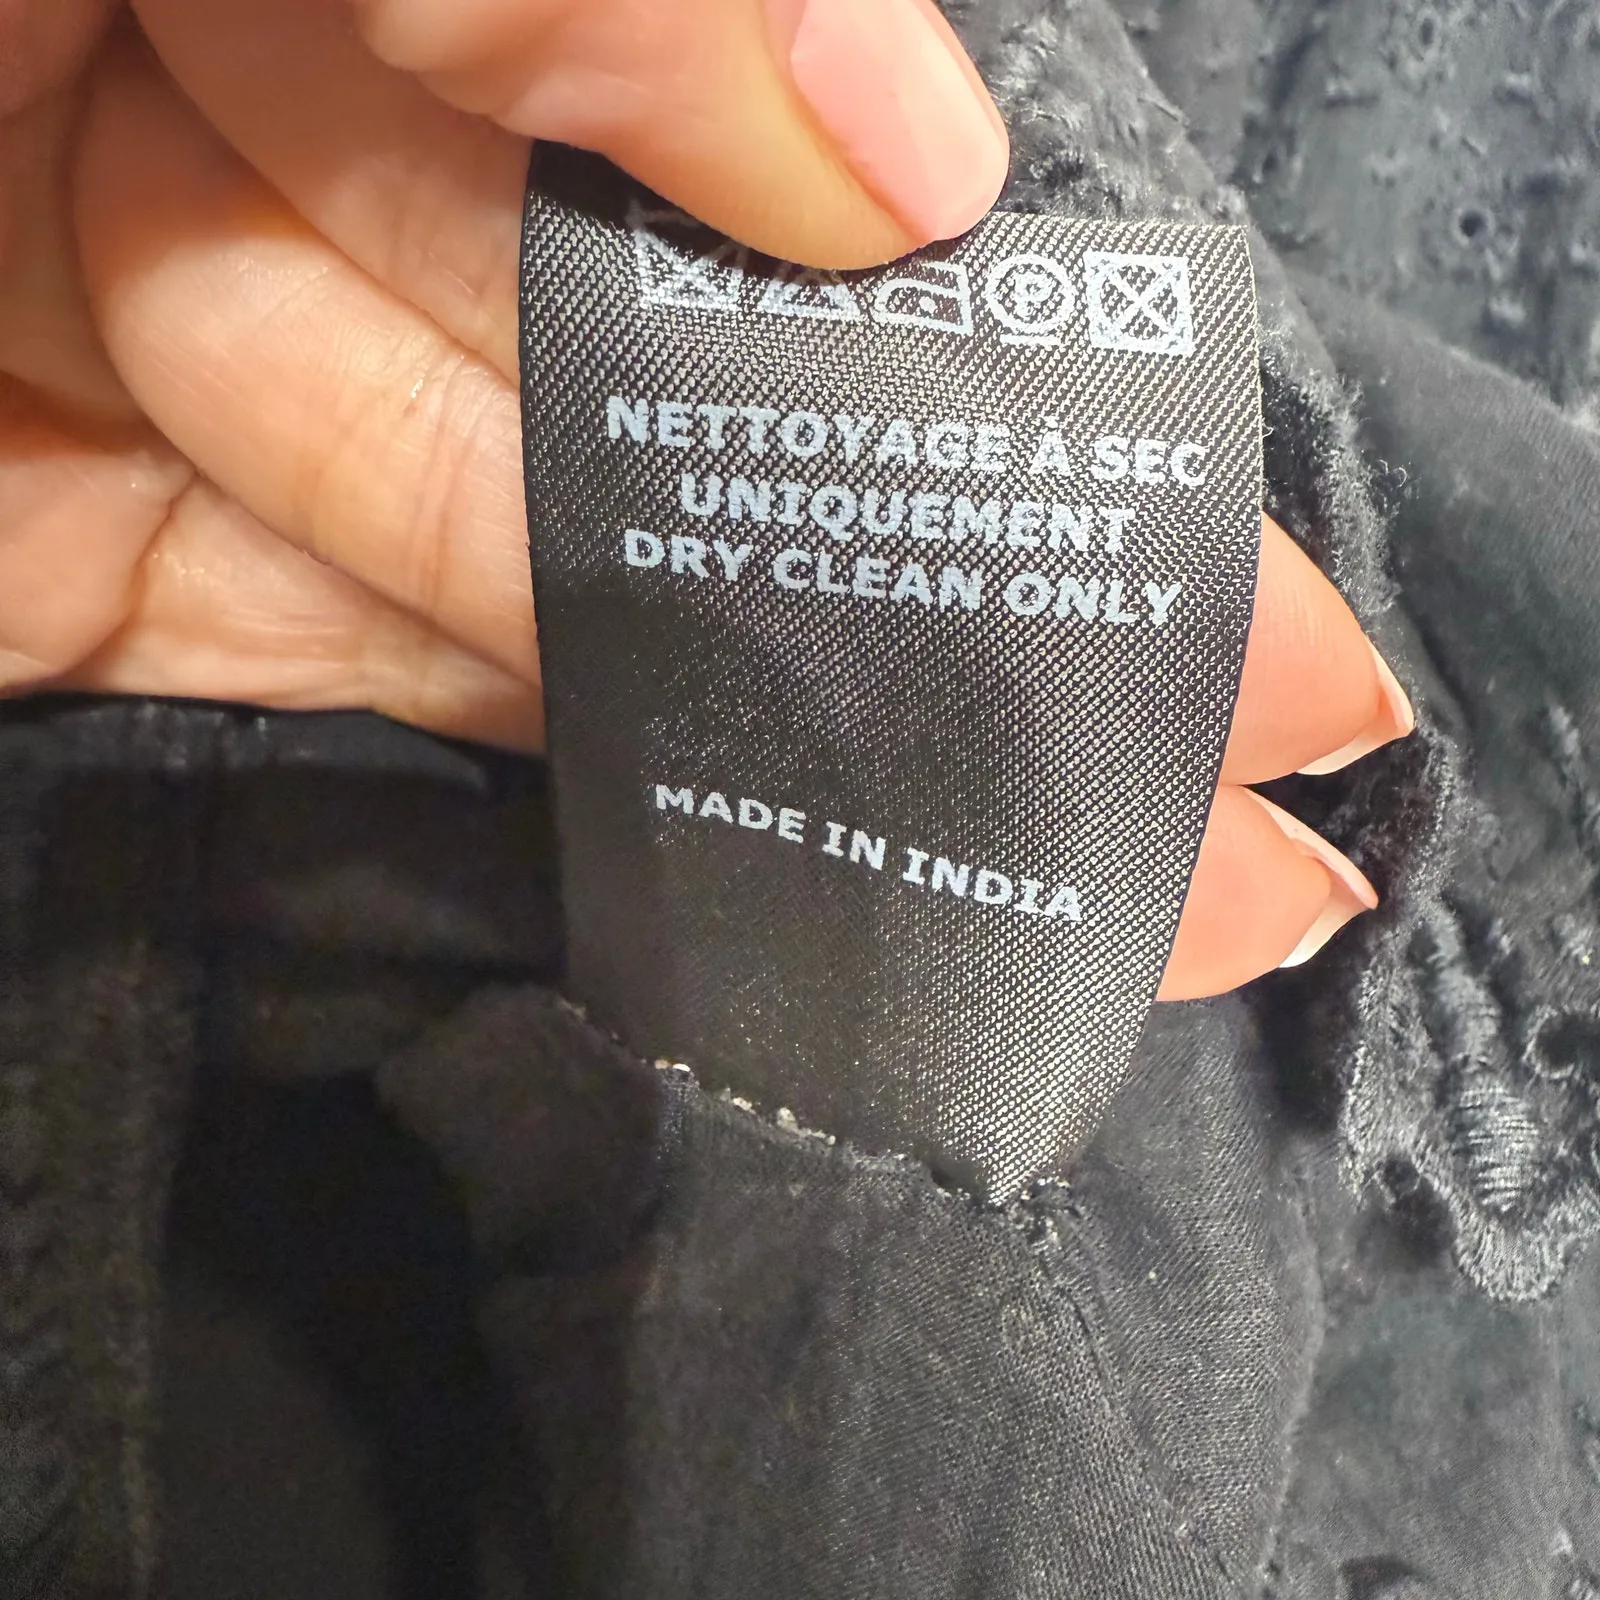 P
NETTOYAGE À SEC
UNIQUEMENT
DRY CLEAN ONLY
MADE IN INDIA